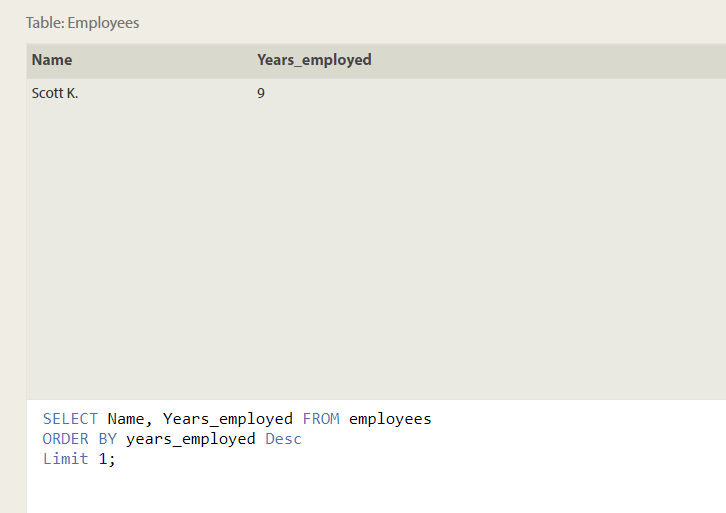 Table: Employees
Name Years_employed
Scott K. 9
SELECT Name, Years_employed FROM employees
ORDER BY years_employed Desc
Limit 1;